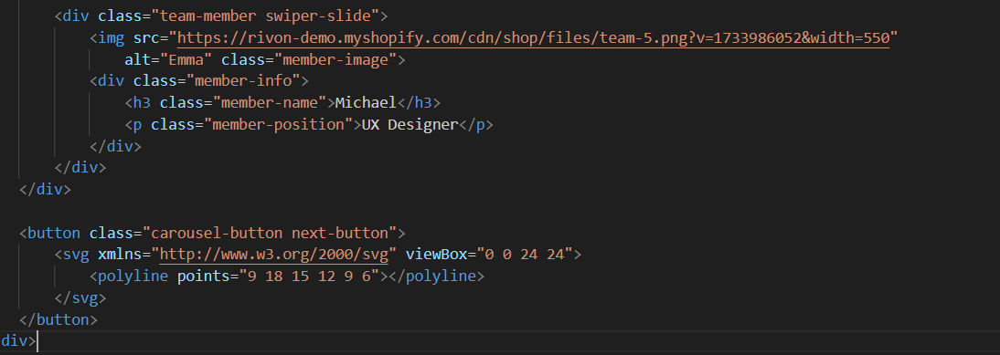 <div class="team-member swiper-slide">
<img src="https://rivon-demo.myshopify.com/cdn/shop/files/team-5.png?v=1733986052&width=550"
alt="Emma" class="member-image">
<div class="member-info">
<h3 class="member-name">Michael</h3>
<p class="member-position">UX Designer</p>
</div>
</div>
</div>
<button class="carousel-button next-button">
<svg xmlns="http://www.w3.org/2000/svg" viewBox="0 0 24 24">
<polyline points="9 18 15 12 9 6"></polyline>
</svg>
</button>
div>